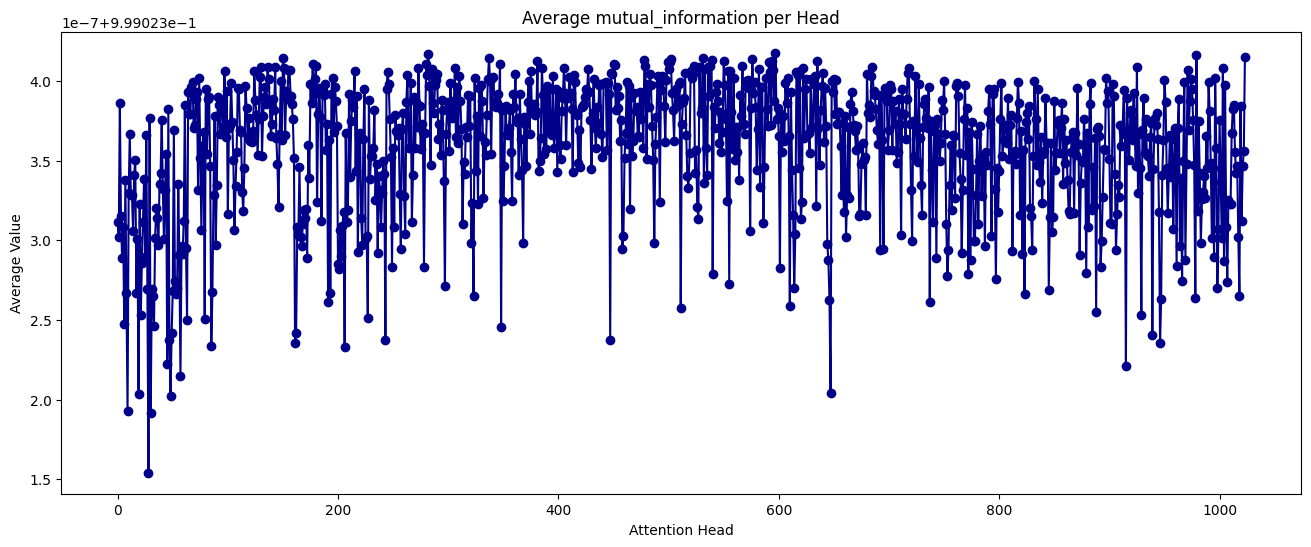 Average mutual_information per Head
1e−7+9.99023e−1
4.0
3.5
3.0
2.5
2.0
1.5
Average Value
0 200 400 600 800 1000
Attention Head